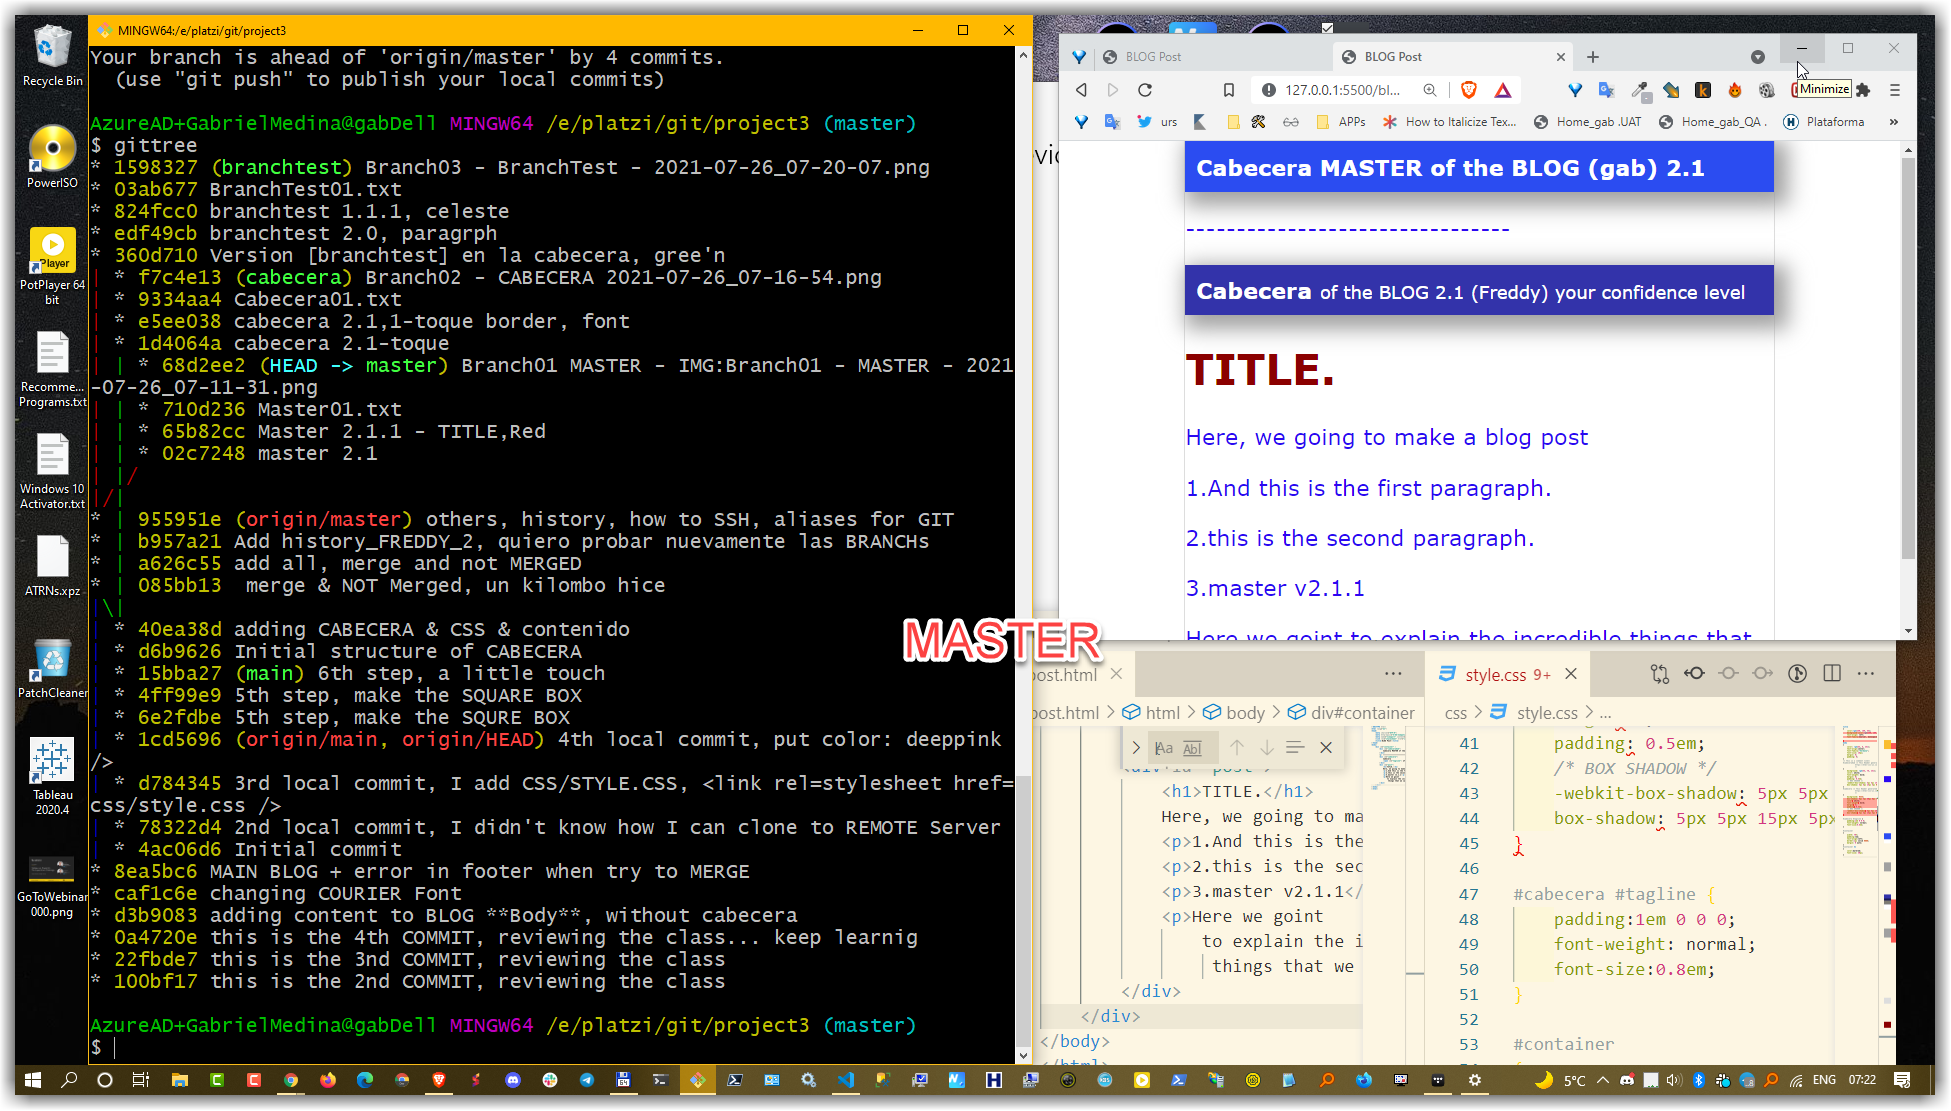 Recycle Bin
PowerISO
PotPlayer 64
bit
Recomme...
Programs.txt
Windows 10
Activator.txt
ATRNs.xpz
PatchCleaner
Tableau
2020.4
GoToWebinar
000.png
MINGW64:/e/platzi/git/project3
Your branch is ahead of 'origin/master' by 4 commits.
(use "git push" to publish your local commits)
AzureAD+GabrielMedina@gabDell MINGW64 /e/platzi/git/project3 (master)
$ gittree
* 1598327 (branchtest) Branch03 - BranchTest - 2021-07-26_07-20-07.png
* 03ab677 BranchTest01.txt
* 824fcc0 branchtest 1.1.1, celeste
* edf49cb branchtest 2.0, paragrph
* 360d710 Version [branchtest] en la cabecera, gree'n
| * f7c4e13 (cabecera) Branch02 - CABECERA 2021-07-26_07-16-54.png
| * 9334aa4 Cabecera01.txt
| * e5ee038 cabecera 2.1,1-toque border, font
| * 1d4064a cabecera 2.1-toque
| | * 68d2ee2 (HEAD -> master) Branch01 MASTER - IMG:Branch01 - MASTER - 2021
-07-26_07-11-31.png
| | * 710d236 Master01.txt
| | * 65b82cc Master 2.1.1 - TITLE,Red
| | * 02c7248 master 2.1
| |/
|/|
* | 955951e (origin/master) others, history, how to SSH, aliases for GIT
* | b957a21 Add history_FREDDY_2, quiero probar nuevamente las BRANCHs
* | a626c55 add all, merge and not MERGED
* | 085bb13  merge & NOT Merged, un kilombo hice
|\|
| * 40ea38d adding CABECERA & CSS & contenido
| * d6b9626 Initial structure of CABECERA
| * 15bba27 (main) 6th step, a little touch
| * 4ff99e9 5th step, make the SQUARE BOX
| * 6e2fdbe 5th step, make the SQURE BOX
| * 1cd5696 (origin/main, origin/HEAD) 4th local commit, put color: deeppink
/>
| * d784345 3rd local commit, I add CSS/STYLE.CSS, <link rel=stylesheet href=
css/style.css />
| * 78322d4 2nd local commit, I didn't know how I can clone to REMOTE Server
| * 4ac06d6 Initial commit
* 8ea5bc6 MAIN BLOG + error in footer when try to MERGE
* caf1c6e changing COURIER Font
* d3b9083 adding content to BLOG **Body**, without cabecera
* 0a4720e this is the 4th COMMIT, reviewing the class... keep learnig
* 22fbde7 this is the 3nd COMMIT, reviewing the class
* 100bf17 this is the 2nd COMMIT, reviewing the class
AzureAD+GabrielMedina@gabDell MINGW64 /e/platzi/git/project3 (master)
$
MASTER
BLOG Post
BLOG Post
127.0.0.1:5500/bl...
Minimize
urs
APPs
How to Italicize Tex...
Home_gab .UAT
Home_gab_QA .
Plataforma
»
Cabecera MASTER of the BLOG (gab) 2.1
--------------------------------
Cabecera of the BLOG 2.1 (Freddy) your confidence level
TITLE.
Here, we going to make a blog post
1.And this is the first paragraph.
2.this is the second paragraph.
3.master v2.1.1
Here we goint to explain the incredible things that
ost.html
ost.html > html > body > div#container
Aa Abl
<div id="post">
<h1>TITLE.</h1>
Here, we going to ma
<p>1.And this is the
<p>2.this is the sec
<p>3.master v2.1.1</
<p>Here we goint
to explain the i
things that we
</div>
</div>
</body>
</html>
style.css 9+
css > style.css > ...
41 padding: 0.5em;
42 /* BOX SHADOW */
43 -webkit-box-shadow: 5px 5px
44 box-shadow: 5px 5px 15px 5px
45 }
46
47 #cabecera #tagline {
48 padding:1em 0 0 0;
49 font-weight: normal;
50 font-size:0.8em;
51 }
52
53 #container
5°C
ENG
07:22